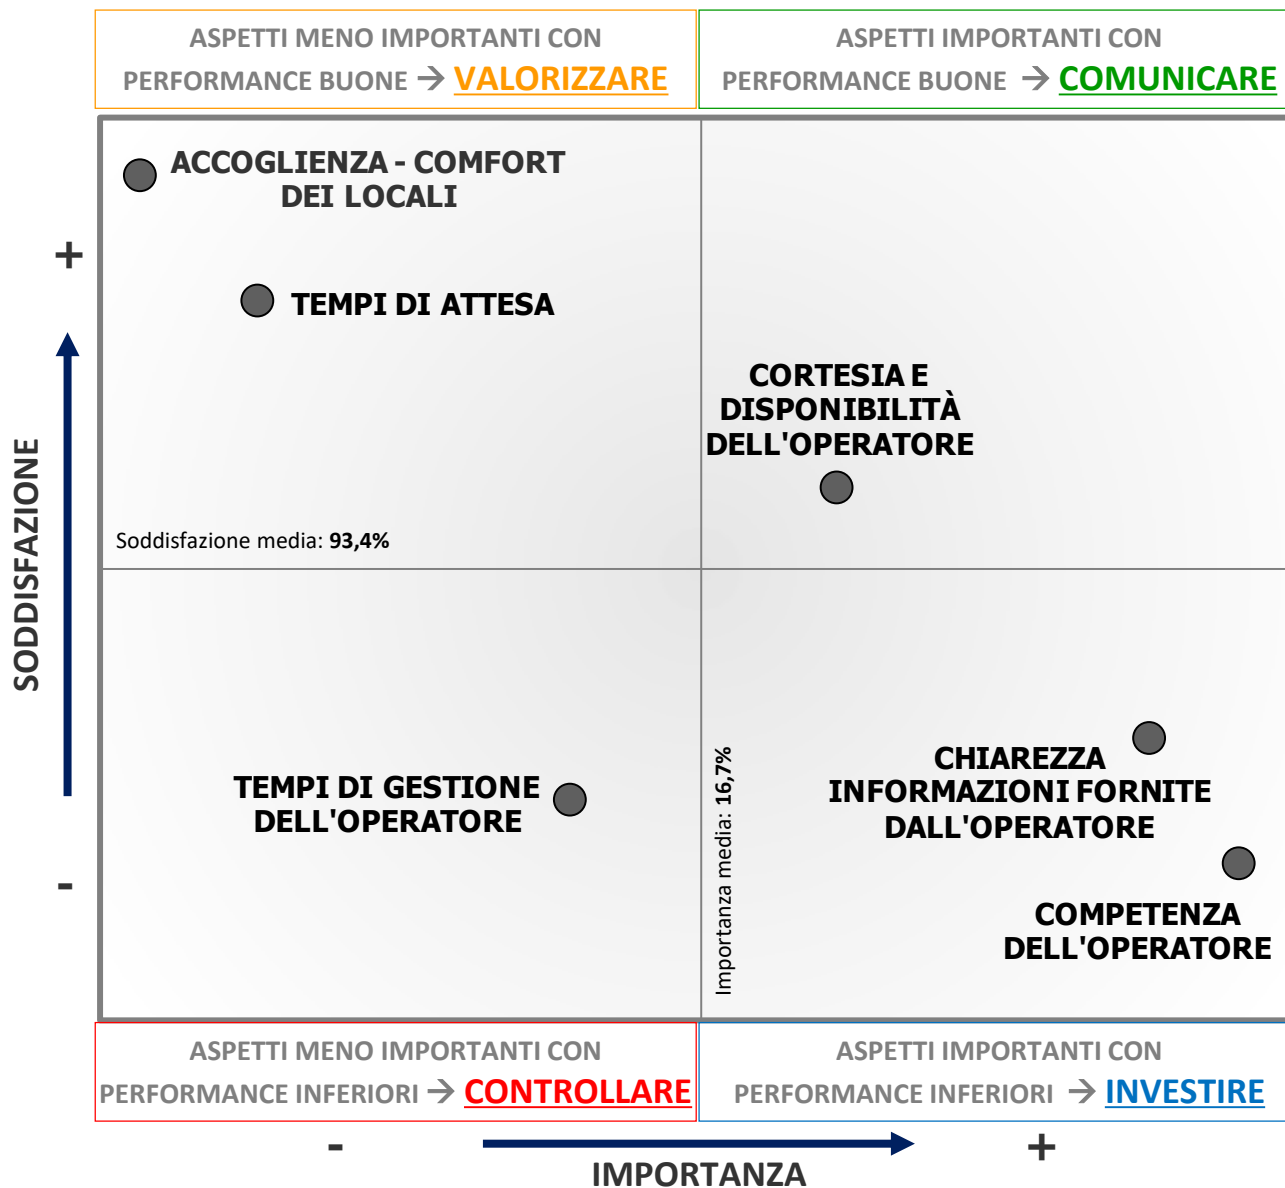 ASPETTI MENO IMPORTANTI CON
PERFORMANCE BUONE → VALORIZZARE
ASPETTI IMPORTANTI CON
PERFORMANCE BUONE → COMUNICARE
ACCOGLIENZA - COMFORT
DEI LOCALI
+
TEMPI DI ATTESA
CORTESIA E
DISPONIBILITÀ
DELL'OPERATORE
SODDISFAZIONE
Soddisfazione media: 93,4%
Importanza media: 16,7%
TEMPI DI GESTIONE
DELL'OPERATORE
CHIAREZZA
INFORMAZIONI FORNITE
DALL'OPERATORE
-
COMPETENZA
DELL'OPERATORE
ASPETTI MENO IMPORTANTI CON
PERFORMANCE INFERIORI → CONTROLLARE
ASPETTI IMPORTANTI CON
PERFORMANCE INFERIORI → INVESTIRE
-
+
IMPORTANZA